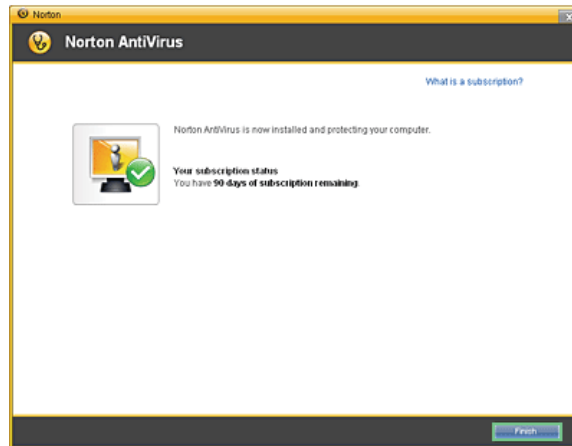 Norton
Norton AntiVirus
What is a subscription?
Norton AntiVirus is now installed and protecting your computer.
Your subscription status
You have 90 days of subscription remaining.
Finish